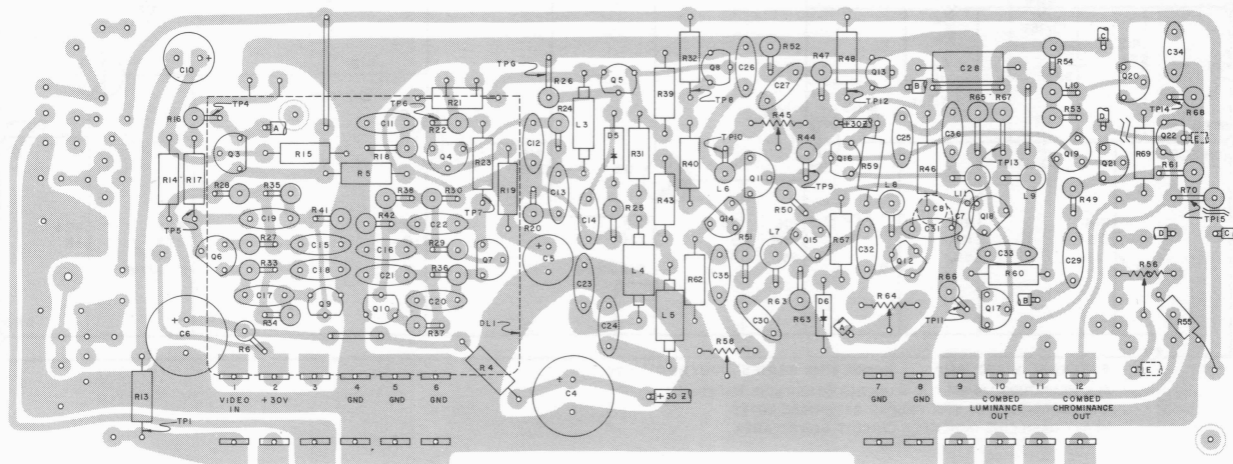 C10
+
TP4
R16
A
Q3
R15
R14
R17
TP5
R28
R35
C19
R41
R27
Q6
C15
R33
C18
C17
Q9
R34
C6
+
R6
R13
TP1
TP6
R21
C11
R22
R18
Q4
R5
R23
R19
R38
R30
TP7
R42
C22
C16
R29
R36
Q7
C21
C20
Q10
R37
DL1
R4
TPG
R26
Q5
R24
L3
D5
R31
C12
C13
R20
C14
R25
C5
+
C23
L4
C24
L5
C4
+
+30 2
R32
Q8
C26
R52
R39
TP8
C27
R47
R48
Q13
TP12
R45
TP10
R40
R44
L6
Q11
TP9
R43
R50
Q14
R51
L7
Q15
R57
R62
C35
R63
R63
C30
R58
D6
A
+30 2
Q16
R59
C25
L8
C32
Q12
R64
+
C28
B
R65
R67
C36
R46
TP13
C8
C31
C7
L11
L9
Q18
C33
R60
R66
TP11
Q17
B
R54
L10
R53
C
D
Q19
R49
C29
Q20
Q21
C34
TP14
R68
Q22
E
R69
R61
R70
TP15
D
C
R56
R55
E
1
2
3
4
5
6
VIDEO IN
+30V
GND
GND
GND
7
8
9
10
11
12
GND
GND
COMBED LUMINANCE OUT
COMBED CHROMINANCE OUT